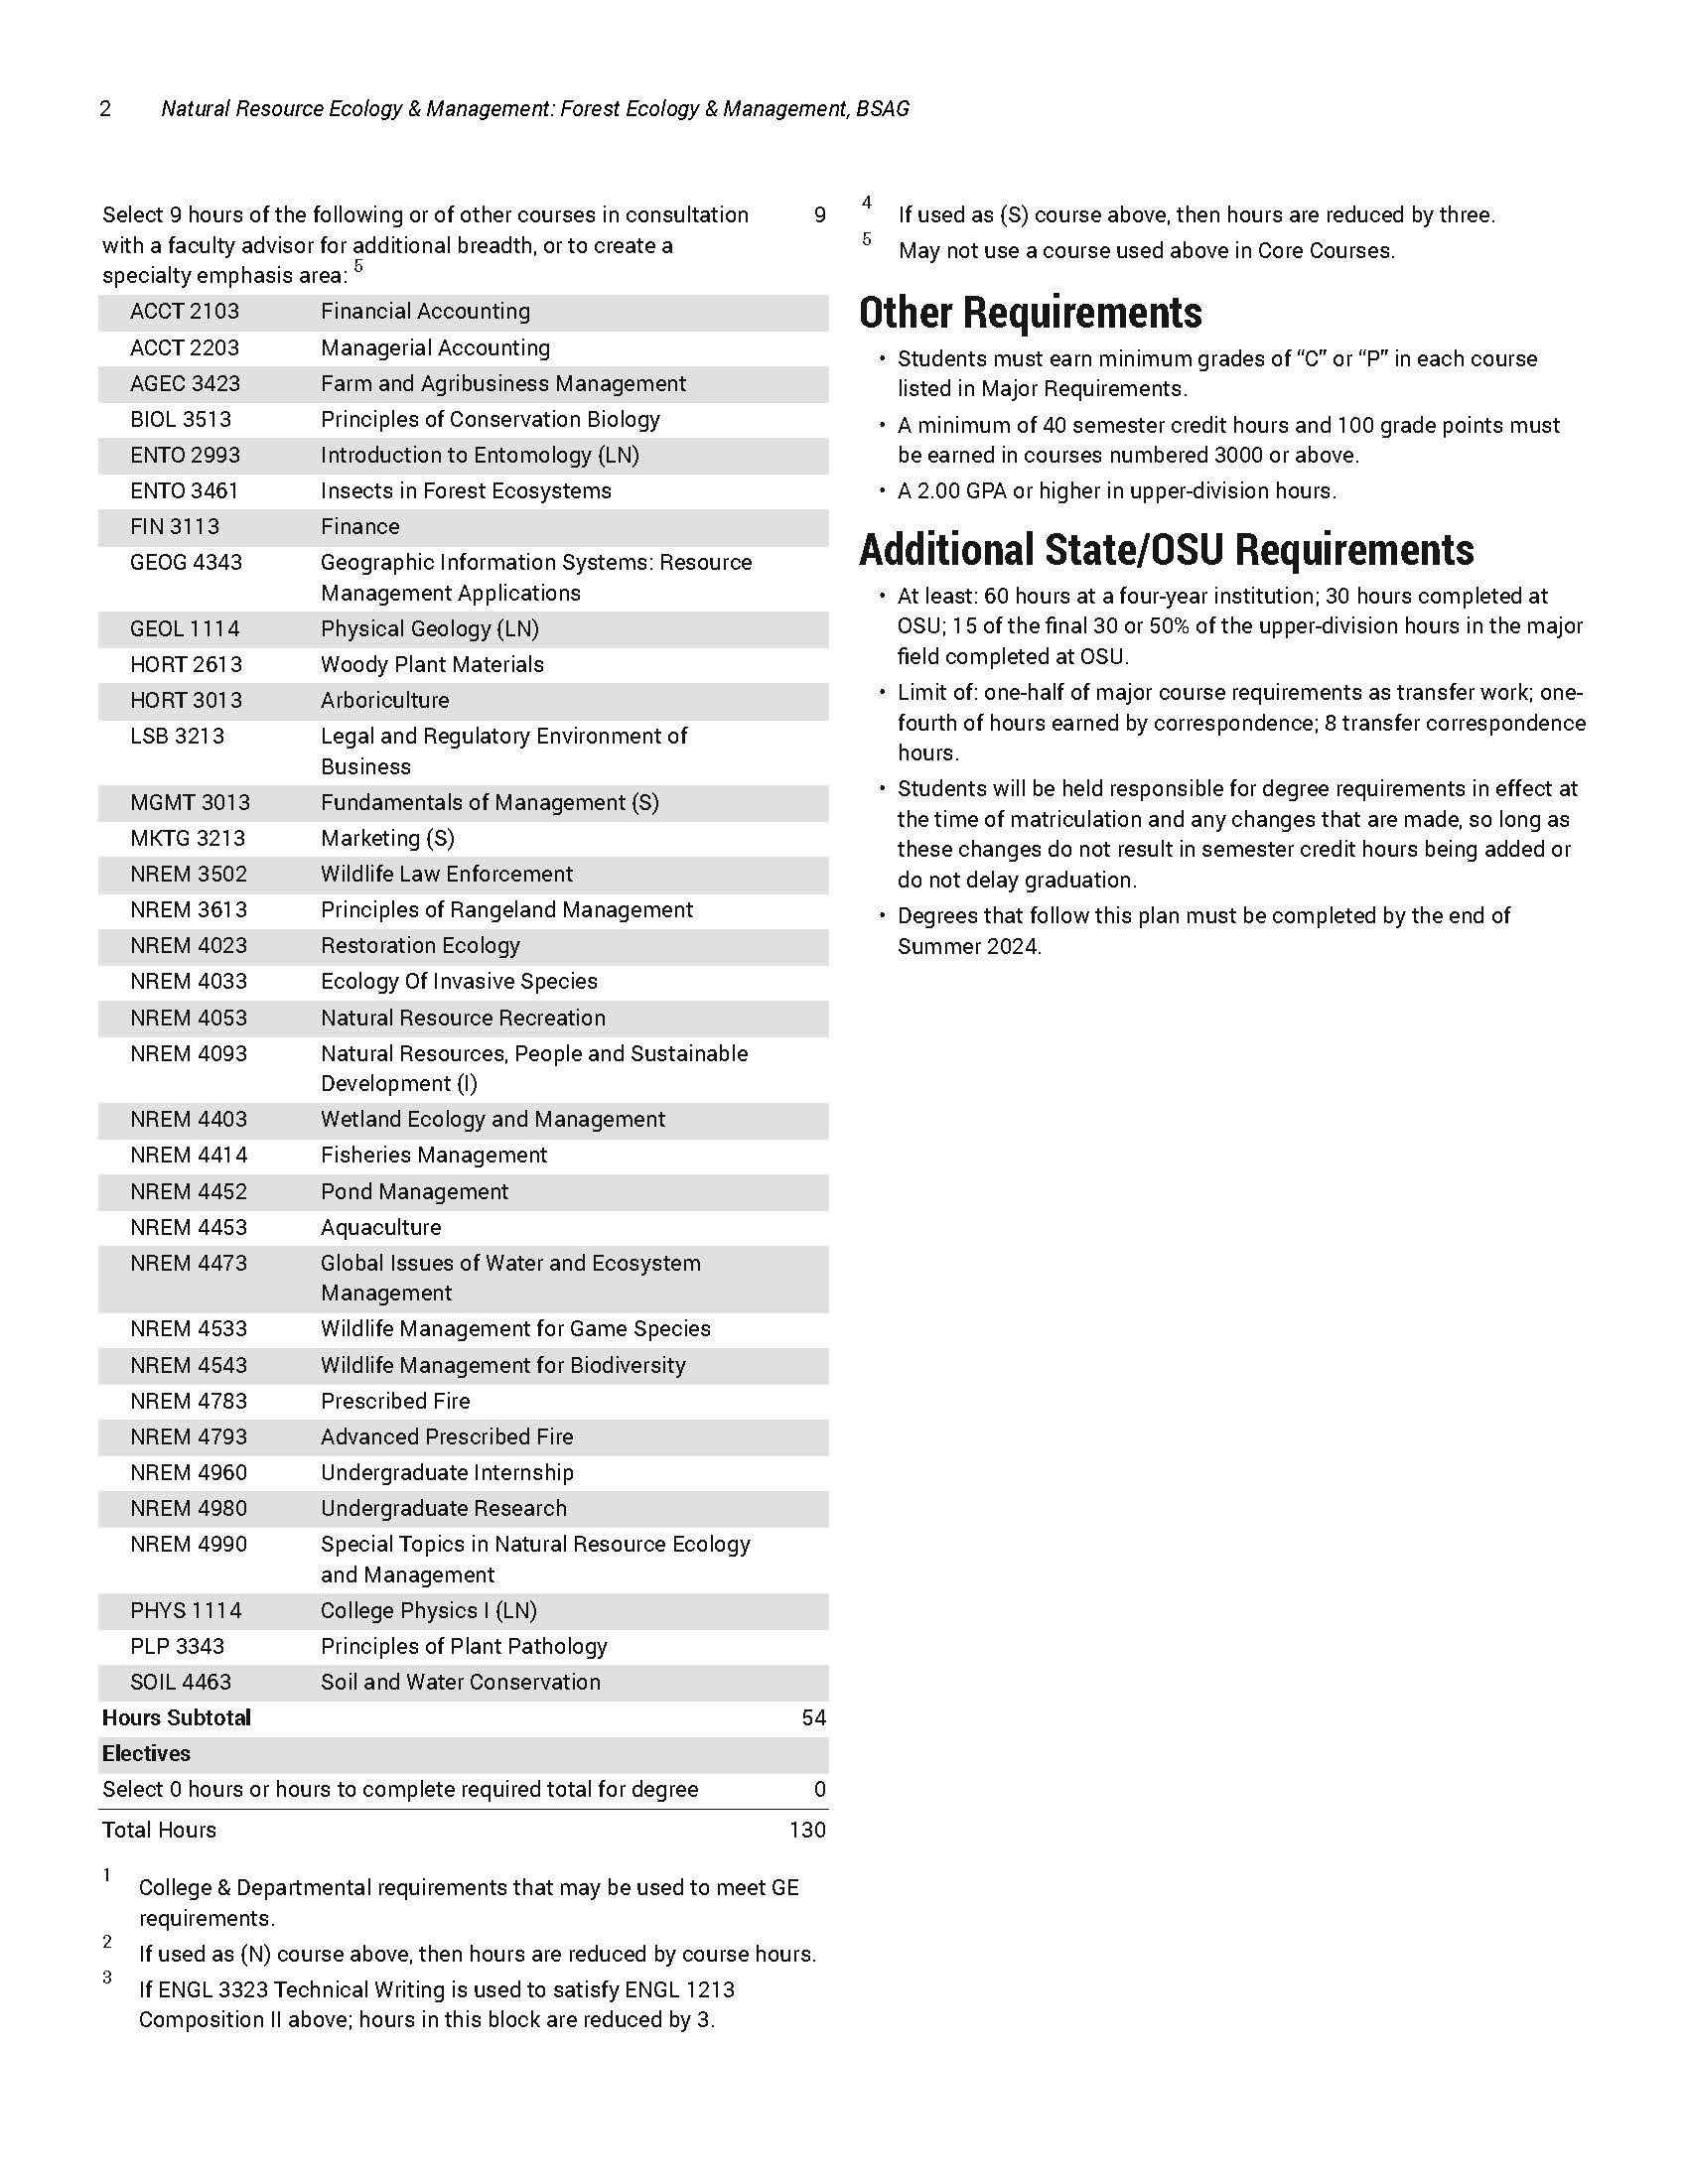 2 Natural Resource Ecology & Management: Forest Ecology & Management, BSAG
Select 9 hours of the following or of other courses in consultation 9
with a faculty advisor for additional breadth, or to create a
specialty emphasis area: 5
ACCT 2103 Financial Accounting
ACCT 2203 Managerial Accounting
AGEC 3423 Farm and Agribusiness Management
BIOL 3513 Principles of Conservation Biology
ENTO 2993 Introduction to Entomology (LN)
ENTO 3461 Insects in Forest Ecosystems
FIN 3113 Finance
GEOG 4343 Geographic Information Systems: Resource
Management Applications
GEOL 1114 Physical Geology (LN)
HORT 2613 Woody Plant Materials
HORT 3013 Arboriculture
LSB 3213 Legal and Regulatory Environment of
Business
MGMT 3013 Fundamentals of Management (S)
MKTG 3213 Marketing (S)
NREM 3502 Wildlife Law Enforcement
NREM 3613 Principles of Rangeland Management
NREM 4023 Restoration Ecology
NREM 4033 Ecology Of Invasive Species
NREM 4053 Natural Resource Recreation
NREM 4093 Natural Resources, People and Sustainable
Development (I)
NREM 4403 Wetland Ecology and Management
NREM 4414 Fisheries Management
NREM 4452 Pond Management
NREM 4453 Aquaculture
NREM 4473 Global Issues of Water and Ecosystem
Management
NREM 4533 Wildlife Management for Game Species
NREM 4543 Wildlife Management for Biodiversity
NREM 4783 Prescribed Fire
NREM 4793 Advanced Prescribed Fire
NREM 4960 Undergraduate Internship
NREM 4980 Undergraduate Research
NREM 4990 Special Topics in Natural Resource Ecology
and Management
PHYS 1114 College Physics I (LN)
PLP 3343 Principles of Plant Pathology
SOIL 4463 Soil and Water Conservation
Hours Subtotal 54
Electives
Select 0 hours or hours to complete required total for degree 0
Total Hours 130
1 College & Departmental requirements that may be used to meet GE
requirements.
2 If used as (N) course above, then hours are reduced by course hours.
3 If ENGL 3323 Technical Writing is used to satisfy ENGL 1213
Composition II above; hours in this block are reduced by 3.
4 If used as (S) course above, then hours are reduced by three.
5 May not use a course used above in Core Courses.
Other Requirements
• Students must earn minimum grades of “C” or “P” in each course
listed in Major Requirements.
• A minimum of 40 semester credit hours and 100 grade points must
be earned in courses numbered 3000 or above.
• A 2.00 GPA or higher in upper-division hours.
Additional State/OSU Requirements
• At least: 60 hours at a four-year institution; 30 hours completed at
OSU; 15 of the final 30 or 50% of the upper-division hours in the major
field completed at OSU.
• Limit of: one-half of major course requirements as transfer work; one-
fourth of hours earned by correspondence; 8 transfer correspondence
hours.
• Students will be held responsible for degree requirements in effect at
the time of matriculation and any changes that are made, so long as
these changes do not result in semester credit hours being added or
do not delay graduation.
• Degrees that follow this plan must be completed by the end of
Summer 2024.